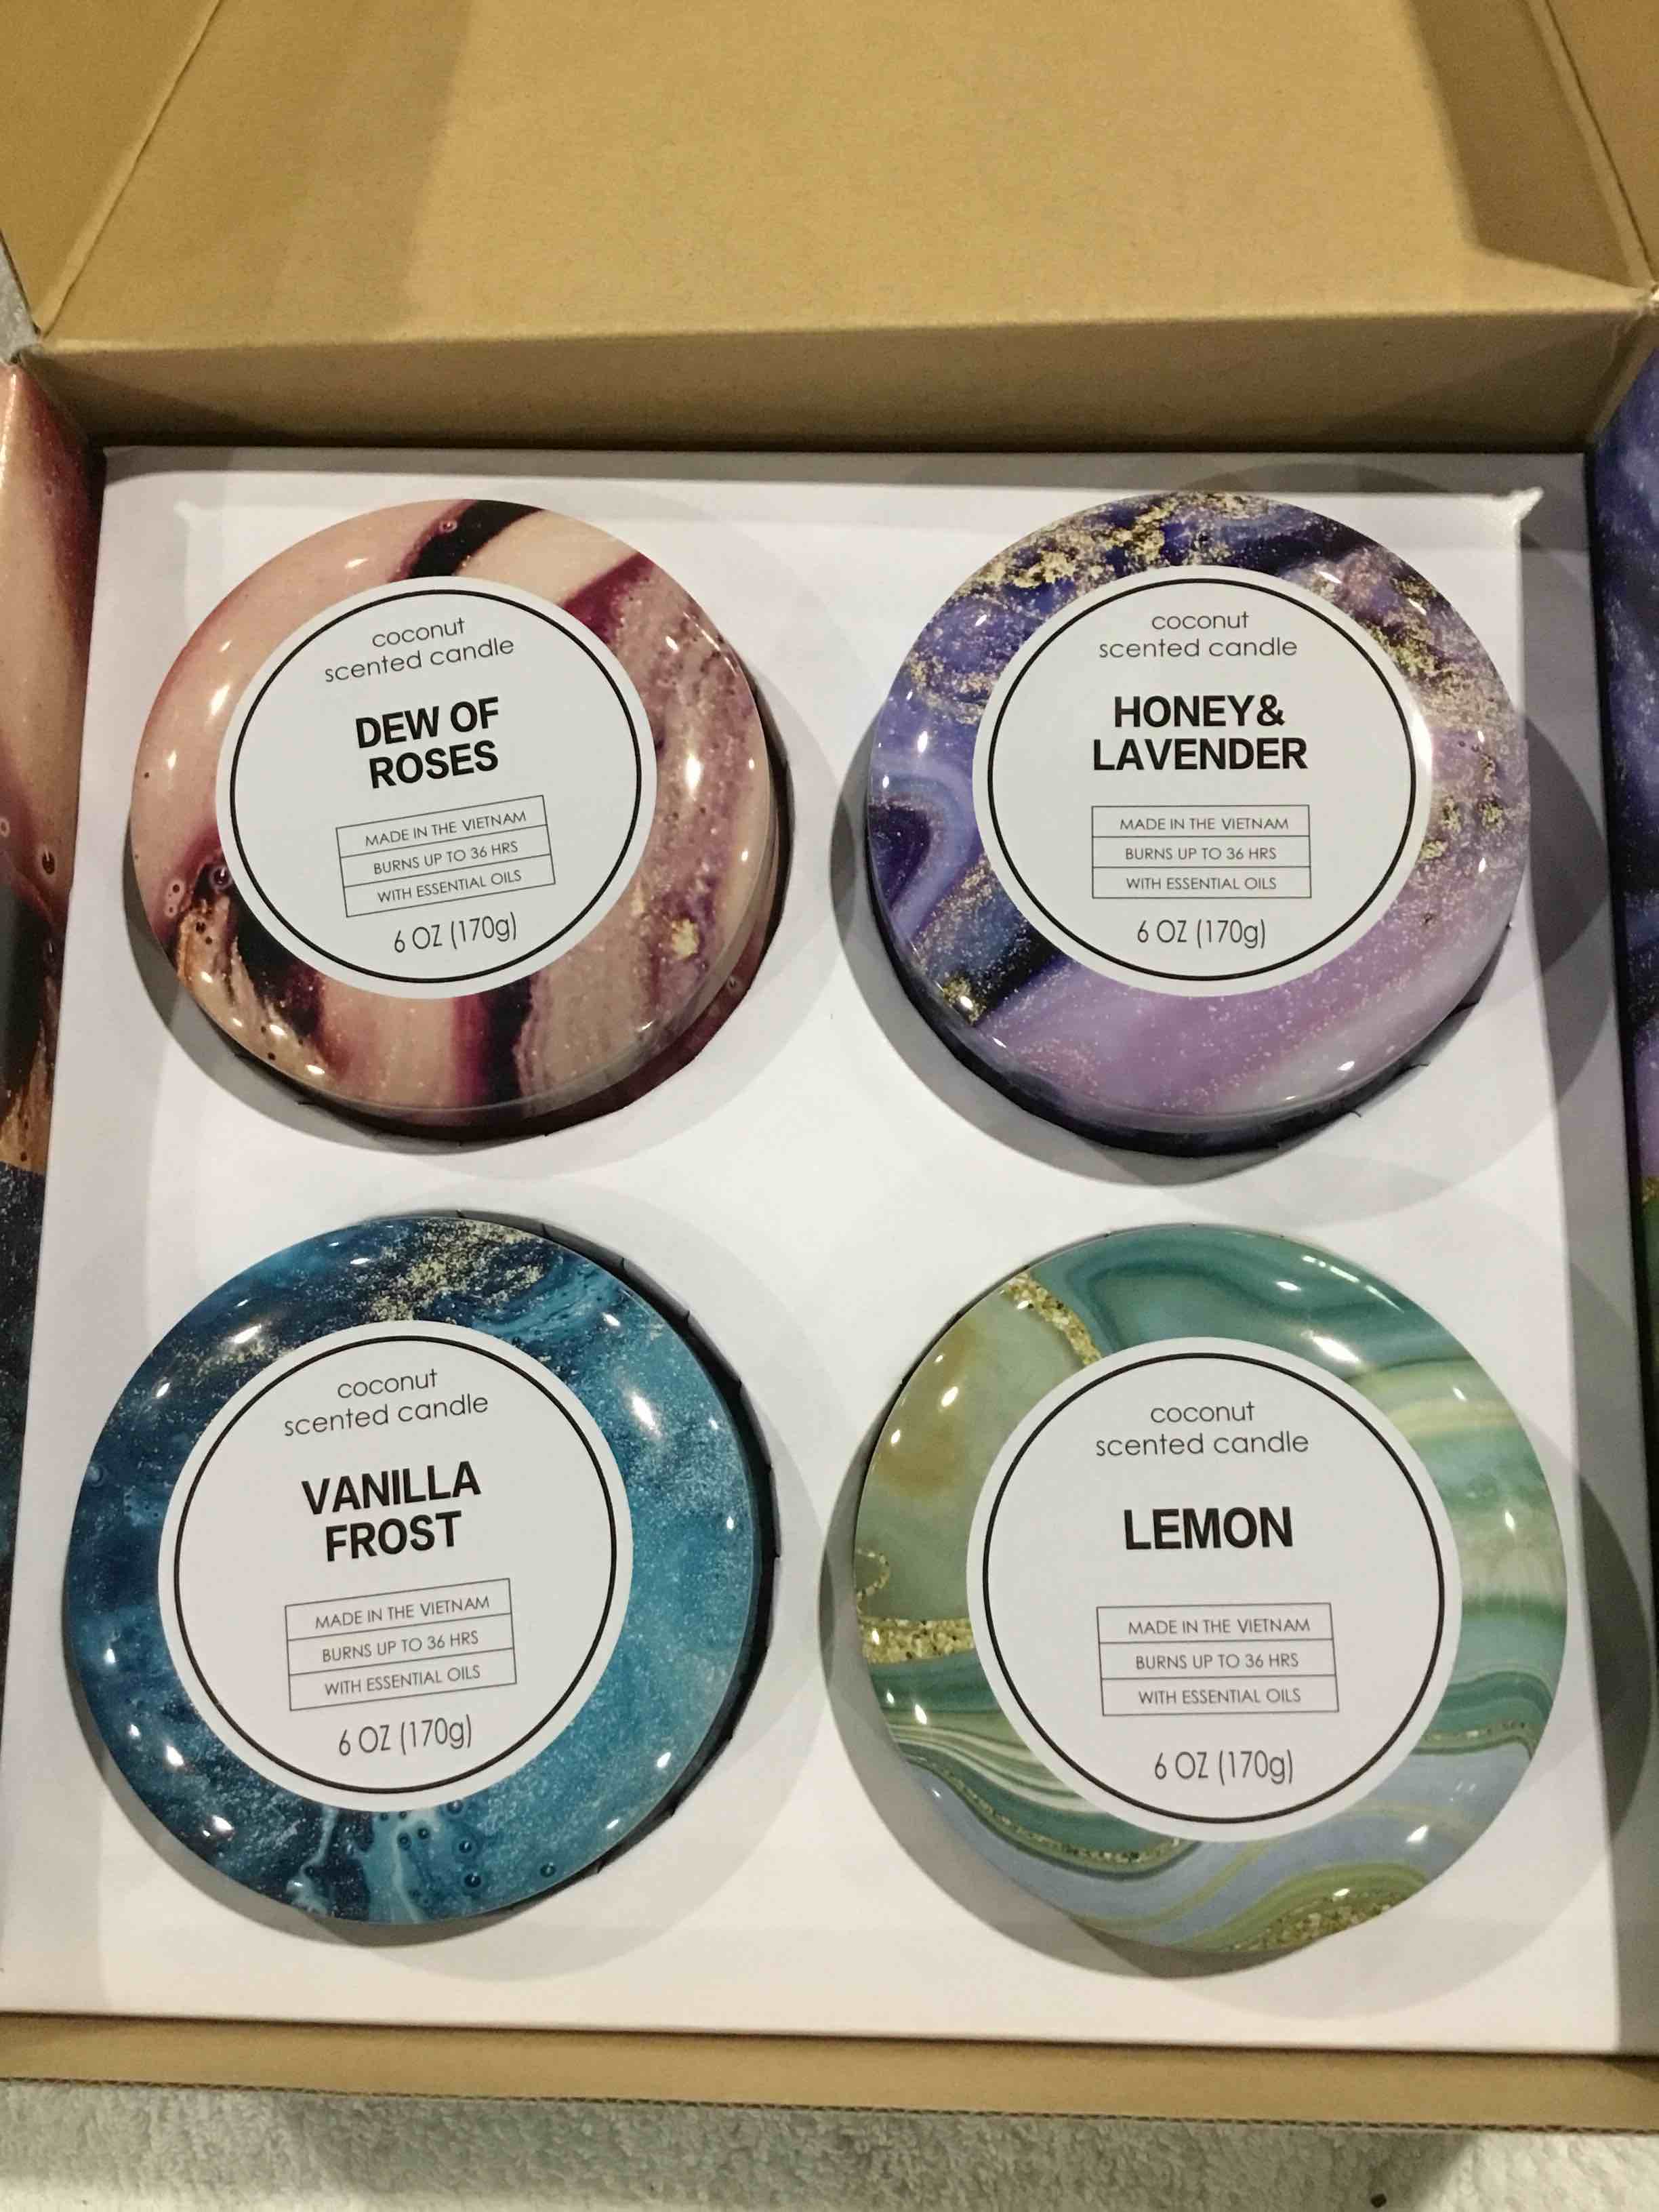 coconut
scented candle
DEW OF
ROSES
MADE IN THE VIETNAM
BURNS UP TO 36 HRS
WITH ESSENTIAL OILS
6 OZ (170g)
coconut
scented candle
HONEY&
LAVENDER
MADE IN THE VIETNAM
BURNS UP TO 36 HRS
WITH ESSENTIAL OILS
6 OZ (170g)
coconut
scented candle
VANILLA
FROST
MADE IN THE VIETNAM
BURNS UP TO 36 HRS
WITH ESSENTIAL OILS
6 OZ (170g)
coconut
scented candle
LEMON
MADE IN THE VIETNAM
BURNS UP TO 36 HRS
WITH ESSENTIAL OILS
6 OZ (170g)